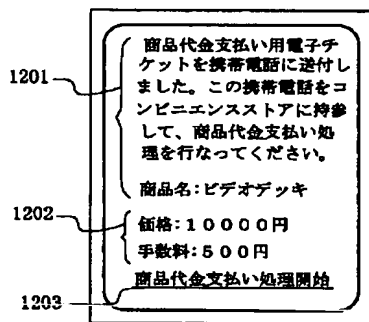 商品代金支払い用電子チ
ケットを携帯電話に送付し
1201
ました。この携帯電話をコ
ンビニエンスストアに持参
して、商品代金支払い処
理を行なってください。
商品名:ビデオデッキ
1202
価格:10000円
手数料:500円
商品代金支払い処理開始
1203